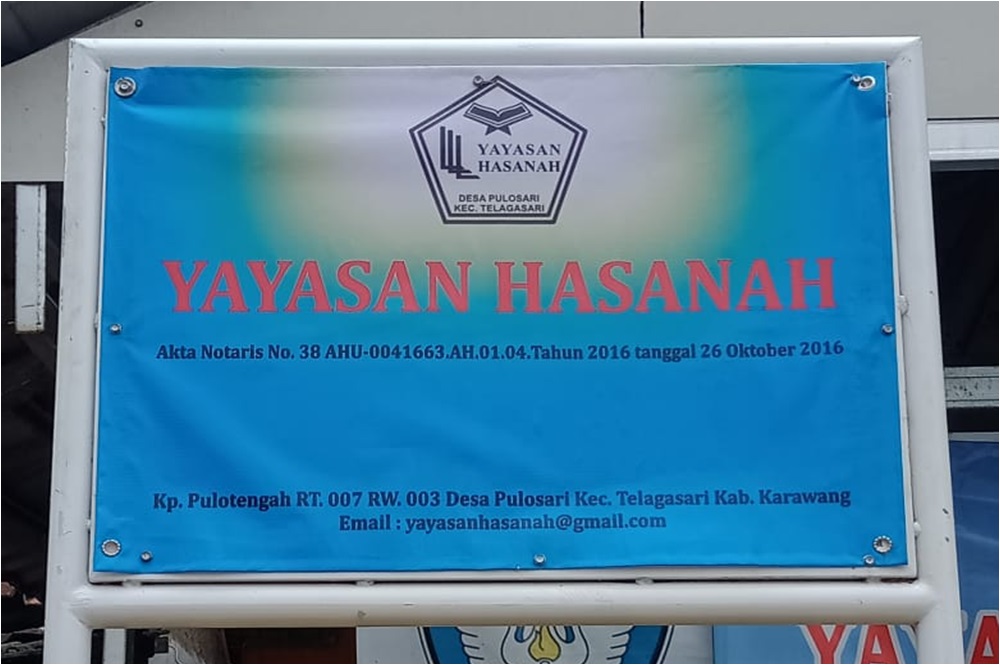 YAYASAN
HASANAH
DESA PULOSARI
KEC. TELAGASARI
YAYASAN HASANAH
Akta Notaris No. 38 AHU-0041663.AH.01.04.Tahun 2016 tanggal 26 Oktober 2016
Kp. Pulotengah RT. 007 RW. 003 Desa Pulosari Kec. Telagasari Kab. Karawang
Email : yayasanhasanah@gmail.com